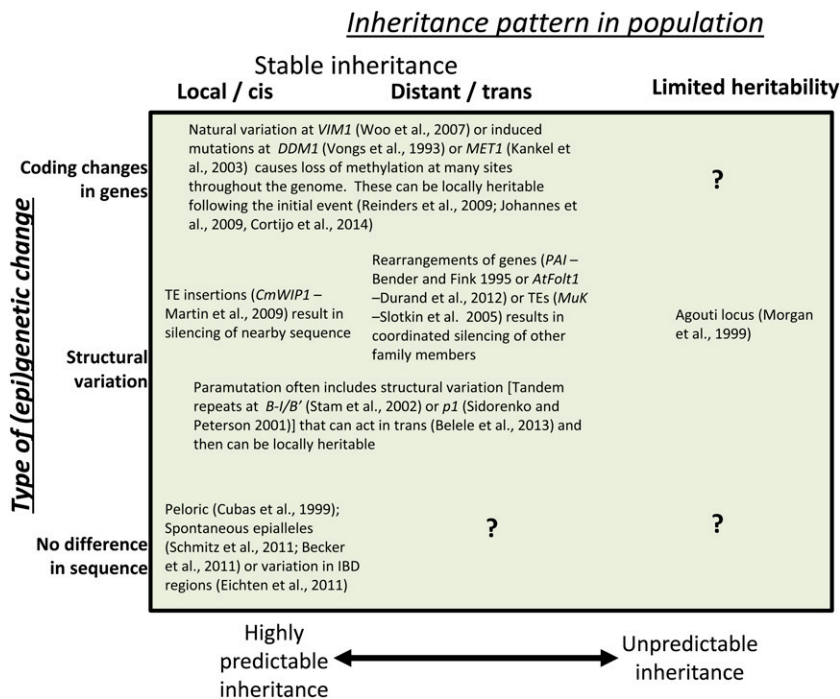 Inheritance pattern in population
Stable inheritance
Local / cis
Distant / trans
Limited heritability
Type of (epi)genetic change
Coding changes
in genes
Natural variation at VIM1 (Woo et al., 2007) or induced
mutations at DDM1 (Vongs et al., 1993) or MET1 (Kankel
et al., 2003) causes loss of methylation at many sites
throughout the genome. These can be locally heritable
following the initial event (Reinders et al., 2009; Johannes et
al., 2009, Cortijo et al., 2014)
?
Structural
variation
TE insertions (CmWIP1 –
Martin et al., 2009) result in
silencing of nearby sequence
Rearrangements of genes (PAI –
Bender and Fink 1995 or AtFolt1
–Durand et al., 2012) or TEs (MuK
–Slotkin et al. 2005) results in
coordinated silencing of other
family members
Agouti locus (Morgan
et al., 1999)
Paramutation often includes structural variation [Tandem
repeats at B-I/B’ (Stam et al., 2002) or p1 (Sidorenko and
Peterson 2001)] that can act in trans (Belele et al., 2013) and
then can be locally heritable
No difference
in sequence
Peloric (Cubas et al., 1999);
Spontaneous epialleles
(Schmitz et al., 2011; Becker
et al., 2011) or variation in IBD
regions (Eichten et al., 2011)
?
?
Highly
predictable
inheritance
Unpredictable
inheritance